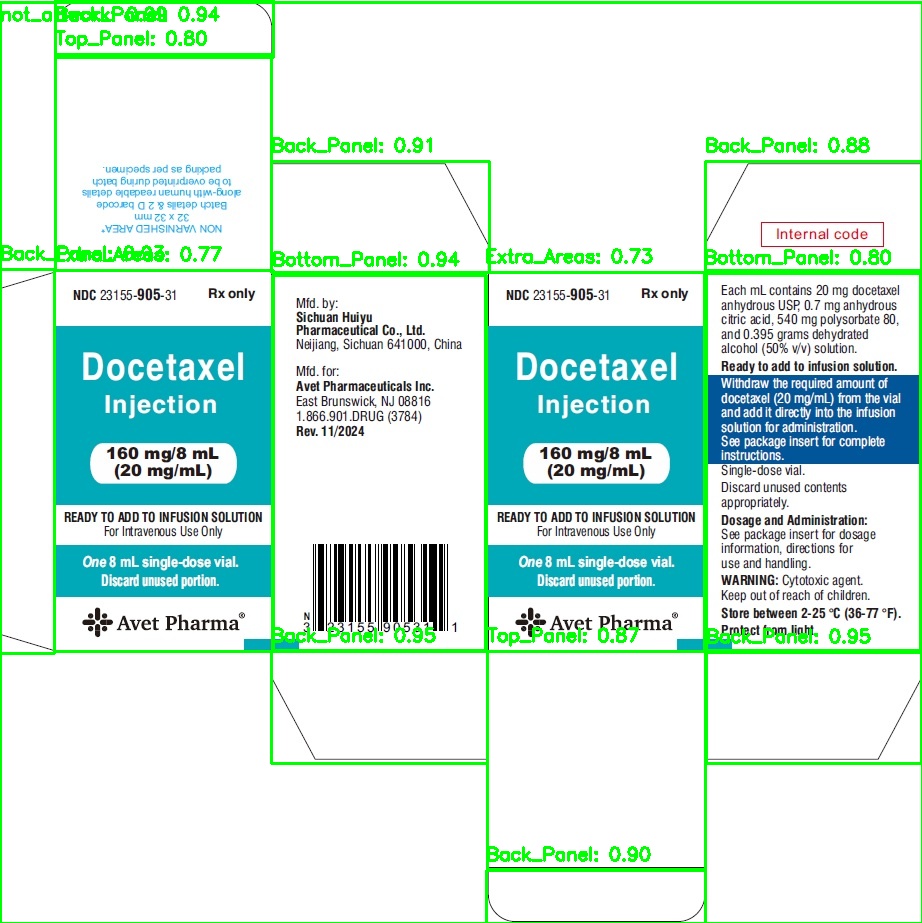 not_a
Back_Panel: 0.94
Top_Panel: 0.80
NON VARNISHED AREA*
32 x 32 mm
Batch details & 2 D barcode
along-with human readable details
to be overprinted during batch
packing as per specimen.
Back_Panel: 0.91
Back_Panel: 0.88
Internal code
Extra_Areas: 0.77
Bottom_Panel: 0.94
Extra_Areas: 0.73
Bottom_Panel: 0.80
NDC 23155-905-31 Rx only
Docetaxel
Injection
160 mg/8 mL
(20 mg/mL)
READY TO ADD TO INFUSION SOLUTION
For Intravenous Use Only
One 8 mL single-dose vial.
Discard unused portion.
Avet Pharma®
Mfd. by:
Sichuan Huiyu
Pharmaceutical Co., Ltd.
Neijiang, Sichuan 641000, China
Mfd. for:
Avet Pharmaceuticals Inc.
East Brunswick, NJ 08816
1.866.901.DRUG (3784)
Rev. 11/2024
N
3 23155 90531 1
NDC 23155-905-31 Rx only
Docetaxel
Injection
160 mg/8 mL
(20 mg/mL)
READY TO ADD TO INFUSION SOLUTION
For Intravenous Use Only
One 8 mL single-dose vial.
Discard unused portion.
Avet Pharma®
Each mL contains 20 mg docetaxel
anhydrous USP, 0.7 mg anhydrous
citric acid, 540 mg polysorbate 80,
and 0.395 grams dehydrated
alcohol (50% v/v) solution.
Ready to add to infusion solution.
Withdraw the required amount of
docetaxel (20 mg/mL) from the vial
and add it directly into the infusion
solution for administration.
See package insert for complete
instructions.
Single-dose vial.
Discard unused contents
appropriately.
Dosage and Administration:
See package insert for dosage
information, directions for
use and handling.
WARNING: Cytotoxic agent.
Keep out of reach of children.
Store between 2-25 °C (36-77 °F).
Protect from light.
Back_Panel: 0.95
Top_Panel: 0.87
Back_Panel: 0.95
Back_Panel: 0.90